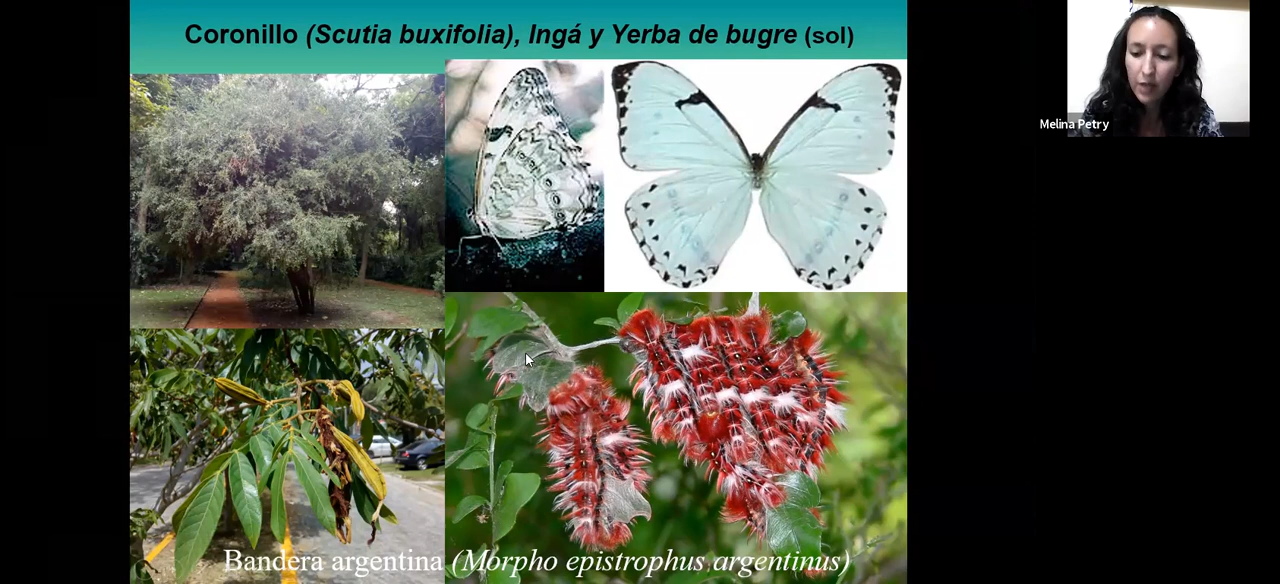 Coronillo (Scutia buxifolia), Ingá y Yerba de bugre (sol)
Melina Petry
Bandera argentina (Morpho epistrophus argentinus)